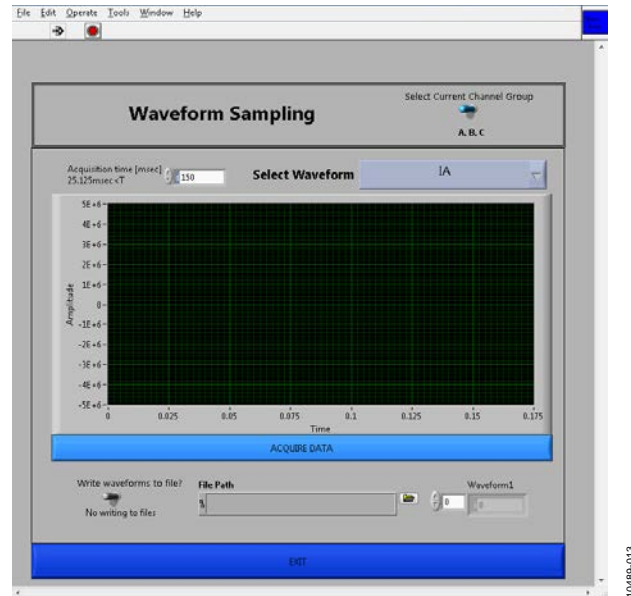 File Edit Operate Tools Window Help
Waveform Sampling
Select Current Channel Group
A, B, C
Acquisition time [msec]
25.125msec<T
150
Select Waveform
IA
5E+6
4E+6
3E+6
2E+6
1E+6
0
-1E+6
-2E+6
-3E+6
-4E+6
-5E+6
Amplitude
0 0.025 0.05 0.075 0.1 0.125 0.15 0.175
Time
ACQUIRE DATA
Write waveforms to file?
No writing to files
File Path
Waveform1
0 0
EXIT
10489-013